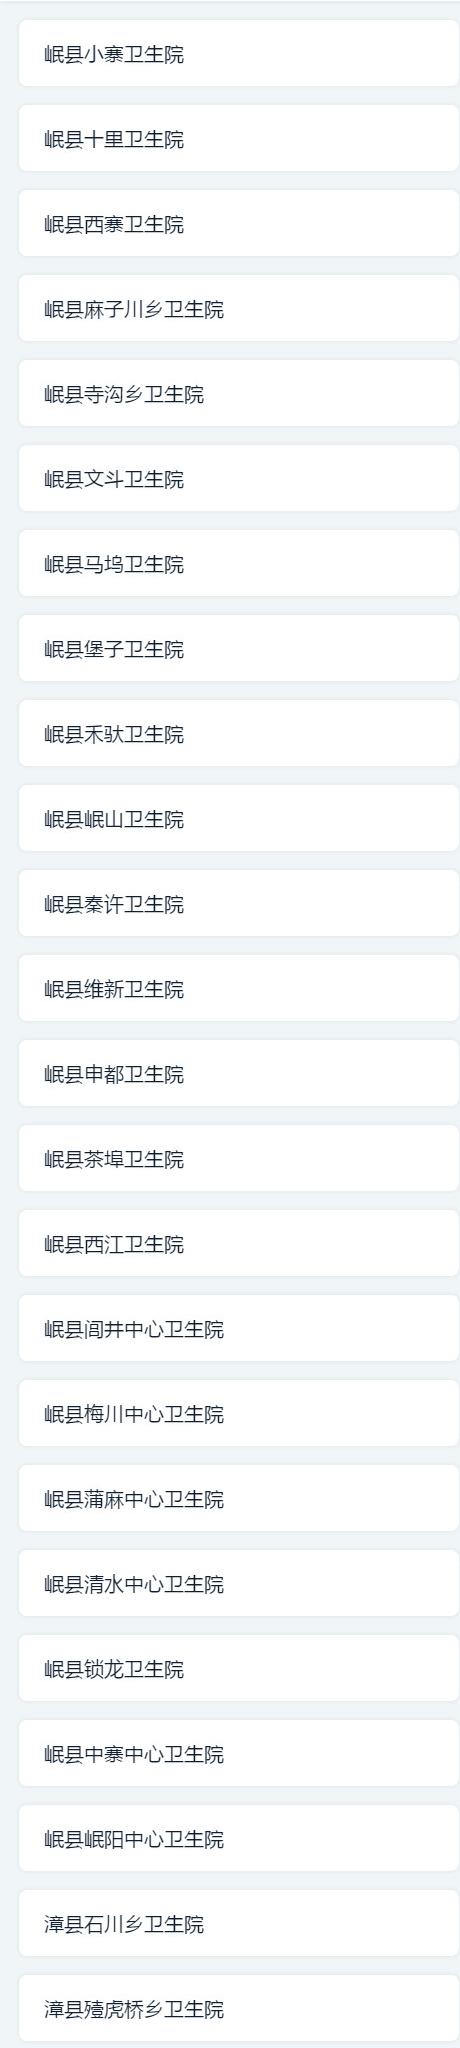 岷县小寨卫生院
岷县十里卫生院
岷县西寨卫生院
岷县麻子川乡卫生院
岷县寺沟乡卫生院
岷县文斗卫生院
岷县马坞卫生院
岷县堡子卫生院
岷县禾驮卫生院
岷县岷山卫生院
岷县秦许卫生院
岷县维新卫生院
岷县申都卫生院
岷县茶埠卫生院
岷县西江卫生院
岷县闾井中心卫生院
岷县梅川中心卫生院
岷县蒲麻中心卫生院
岷县清水中心卫生院
岷县锁龙卫生院
岷县中寨中心卫生院
岷县岷阳中心卫生院
漳县石川乡卫生院
漳县殪虎桥乡卫生院